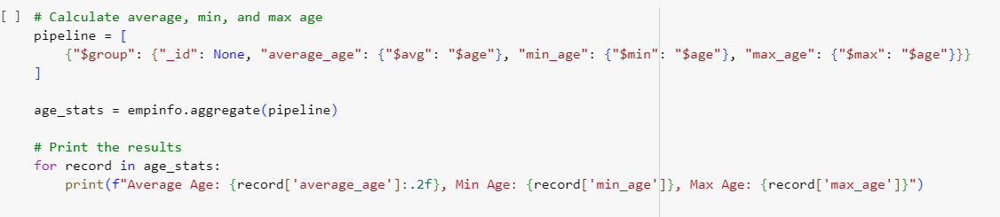 [ ] # Calculate average, min, and max age
pipeline = [
    {"$group": {"_id": None, "average_age": {"$avg": "$age"}, "min_age": {"$min": "$age"}, "max_age": {"$max": "$age"}}}
]
age_stats = empinfo.aggregate(pipeline)
# Print the results
for record in age_stats:
    print(f"Average Age: {record['average_age']:.2f}, Min Age: {record['min_age']}, Max Age: {record['max_age']}")